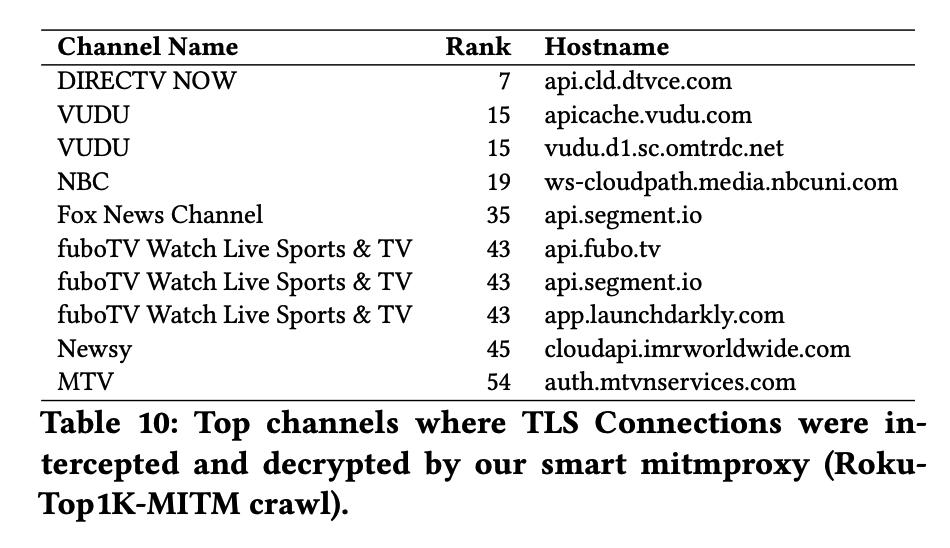 Channel Name Rank Hostname
DIRECTV NOW 7 api.cld.dtvce.com
VUDU 15 apicache.vudu.com
VUDU 15 vudu.d1.sc.omtrdc.net
NBC 19 ws-cloudpath.media.nbcuni.com
Fox News Channel 35 api.segment.io
fuboTV Watch Live Sports & TV 43 api.fubo.tv
fuboTV Watch Live Sports & TV 43 api.segment.io
fuboTV Watch Live Sports & TV 43 app.launchdarkly.com
Newsy 45 cloudapi.imrworldwide.com
MTV 54 auth.mtvnservices.com
Table 10: Top channels where TLS Connections were in-
tercepted and decrypted by our smart mitmproxy (Roku-
Top1K-MITM crawl).